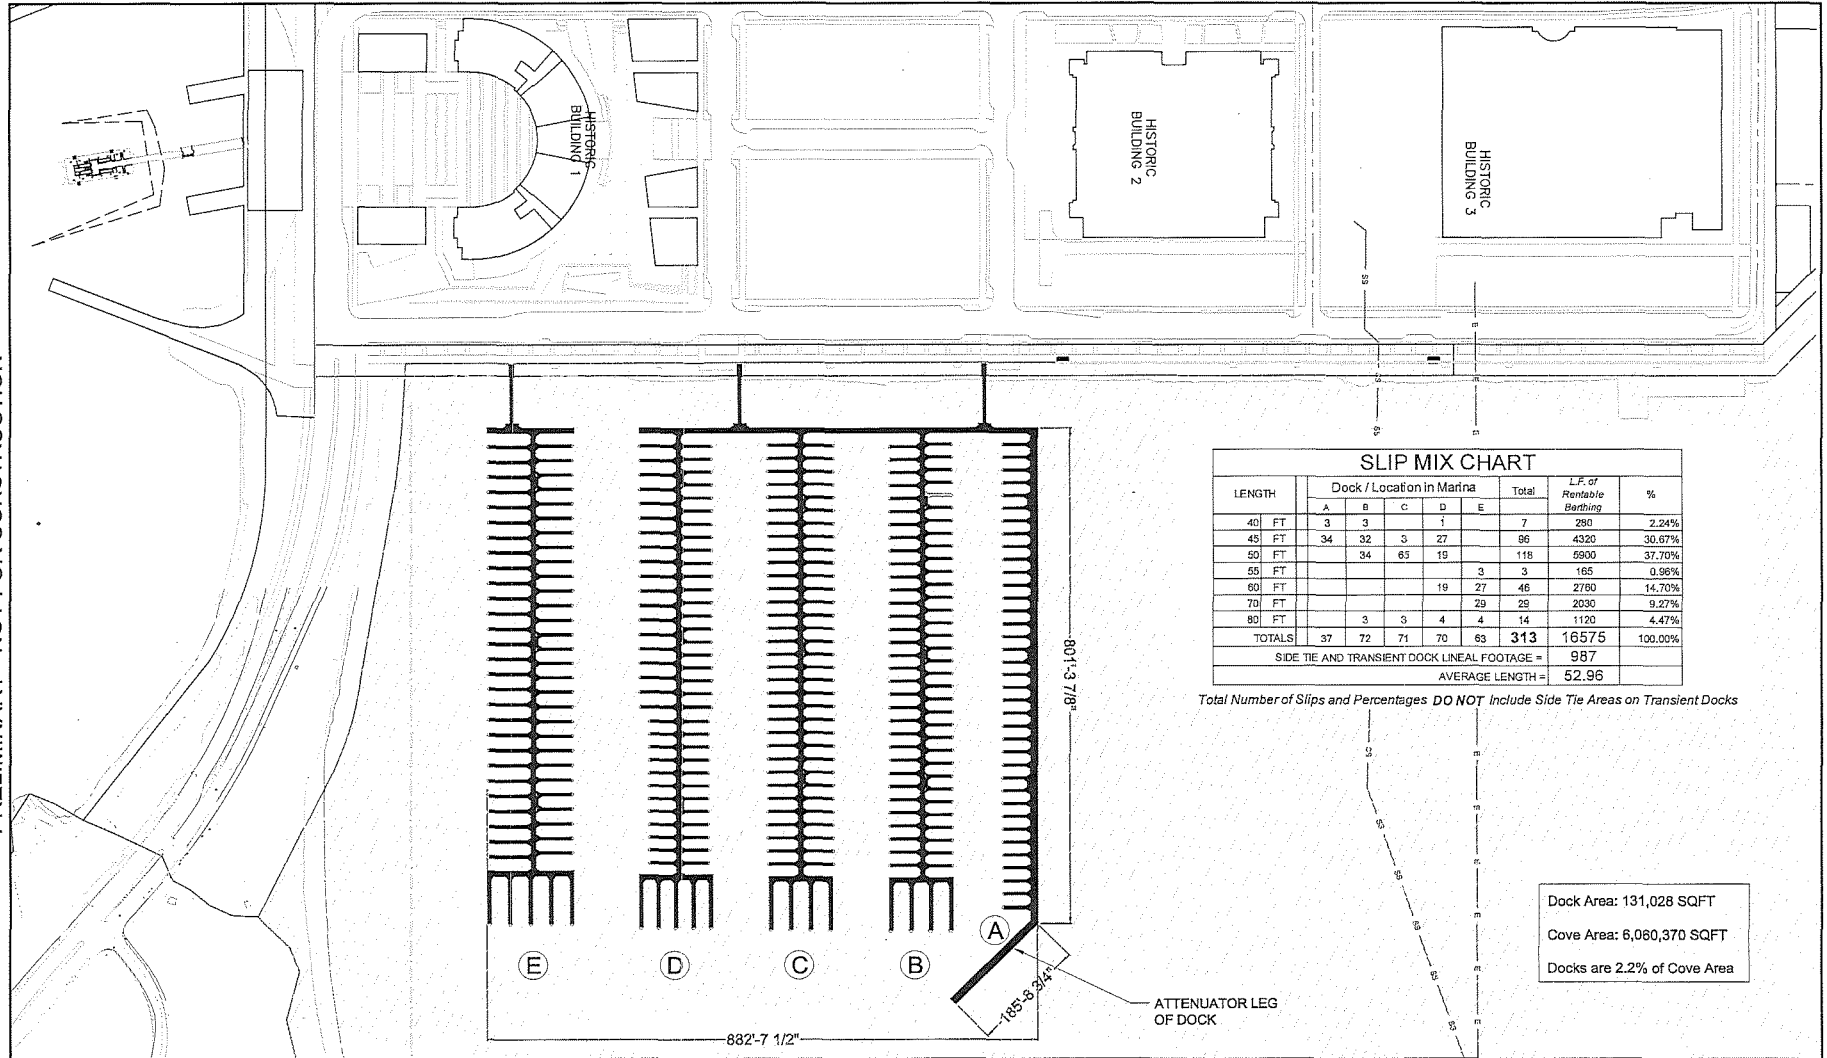 HISTORIC
BUILDING 1
HISTORIC
BUILDING 2
HISTORIC
BUILDING 3
SS
E
SLIP MIX CHART
LENGTH Dock / Location in Marina Total L.F. of Rentable Berthing %
A B C D E
40 FT 3 3 1 7 280 2.24%
45 FT 34 32 3 27 96 4320 30.67%
50 FT 34 65 19 118 5900 37.70%
55 FT 3 3 165 0.96%
60 FT 19 27 46 2760 14.70%
70 FT 29 29 2030 9.27%
80 FT 3 3 4 4 14 1120 4.47%
TOTALS 37 72 71 70 63 313 16575 100.00%
SIDE TIE AND TRANSIENT DOCK LINEAL FOOTAGE = 987
AVERAGE LENGTH = 52.96
Total Number of Slips and Percentages DO NOT Include Side Tie Areas on Transient Docks
801'-3 7/8"
E
D
C
B
A
185'-8 3/4"
882'-7 1/2"
ATTENUATOR LEG
OF DOCK
Dock Area: 131,028 SQFT
Cove Area: 6,060,370 SQFT
Docks are 2.2% of Cove Area